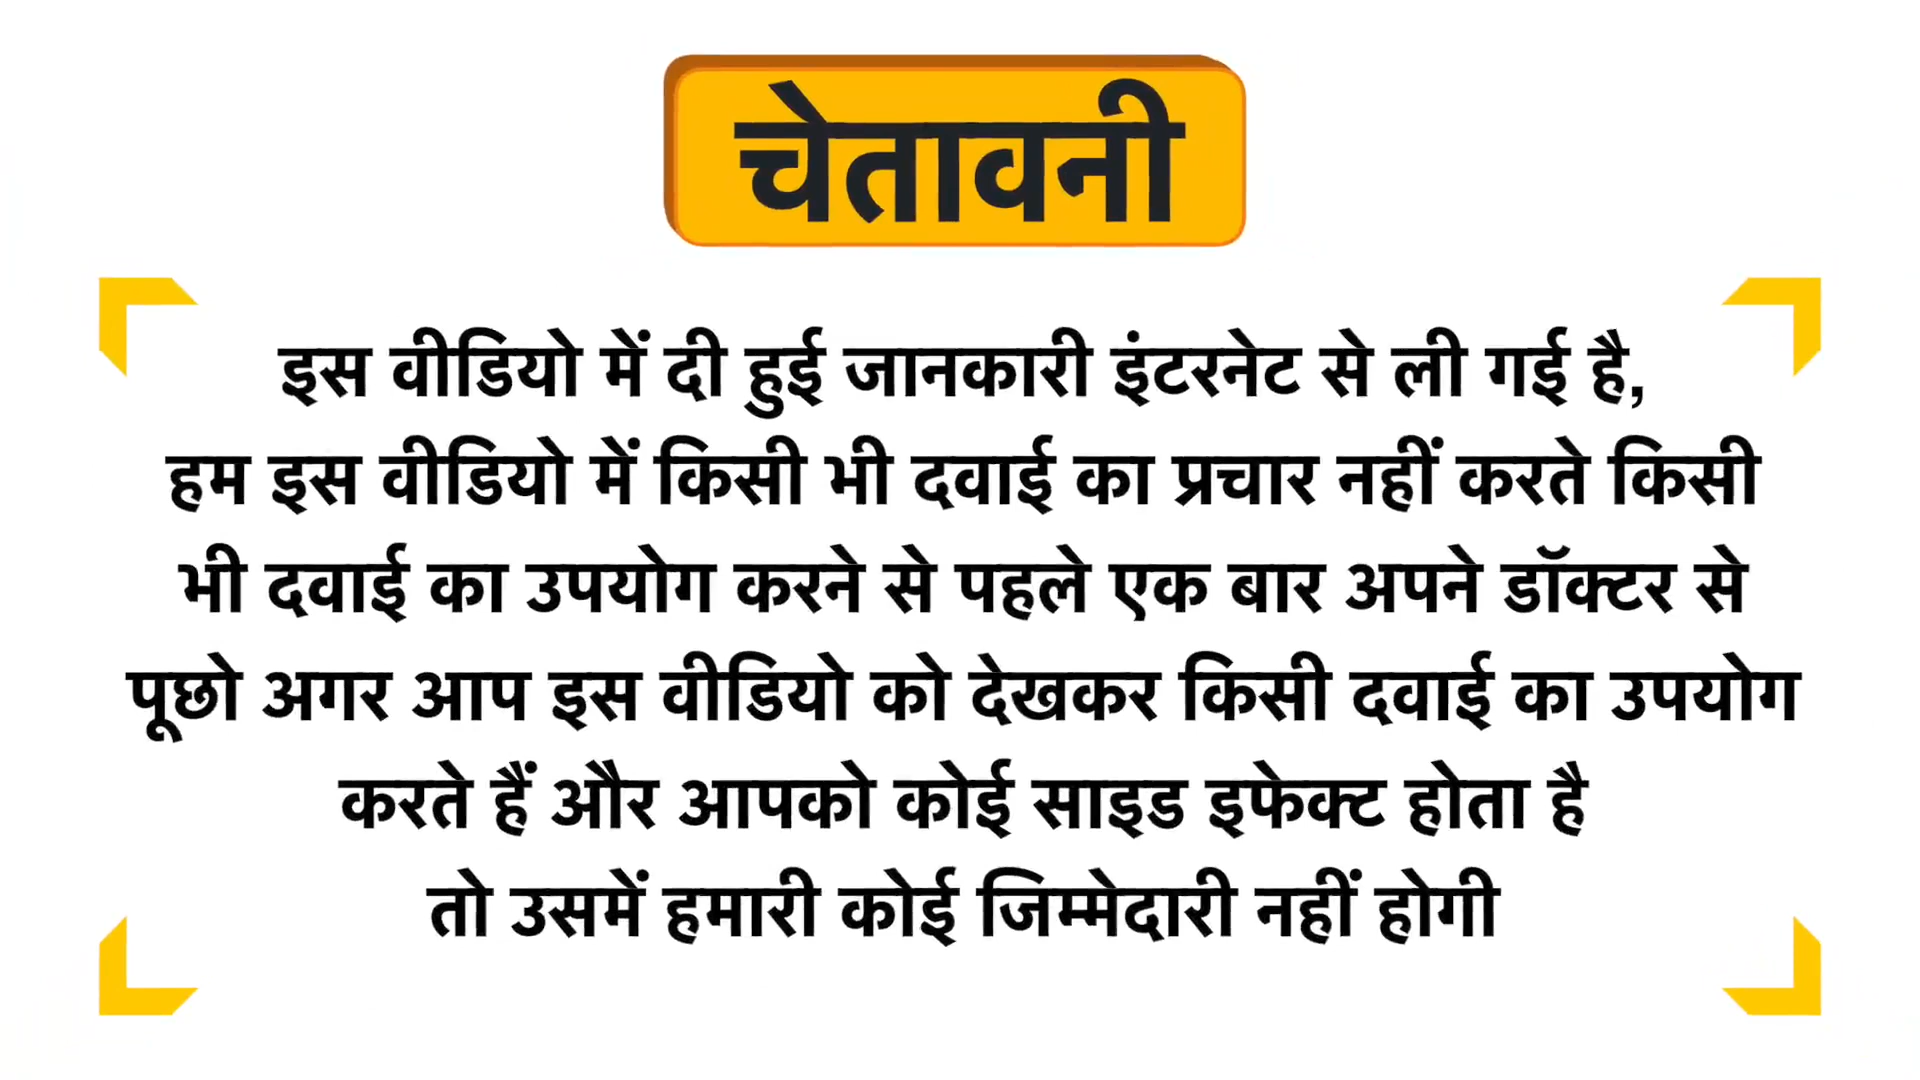 चेतावनी
इस वीडियो में दी हुई जानकारी इंटरनेट से ली गई है,
हम इस वीडियो में किसी भी दवाई का प्रचार नहीं करते किसी
भी दवाई का उपयोग करने से पहले एक बार अपने डॉक्टर से
पूछो अगर आप इस वीडियो को देखकर किसी दवाई का उपयोग
करते हैं और आपको कोई साइड इफेक्ट होता है
तो उसमें हमारी कोई जिम्मेदारी नहीं होगी